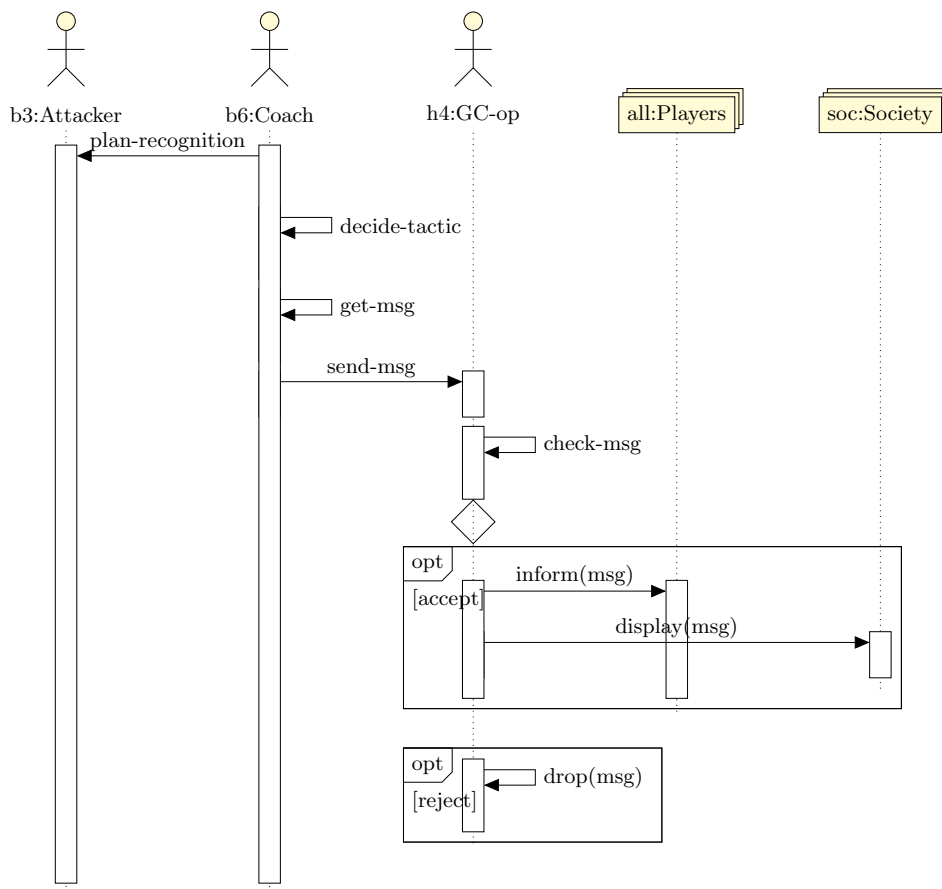 b3:Attacker
b6:Coach
h4:GC-op
all:Players
soc:Society
plan-recognition
decide-tactic
get-msg
send-msg
check-msg
opt
inform(msg)
[accept]
display(msg)
opt
drop(msg)
[reject]